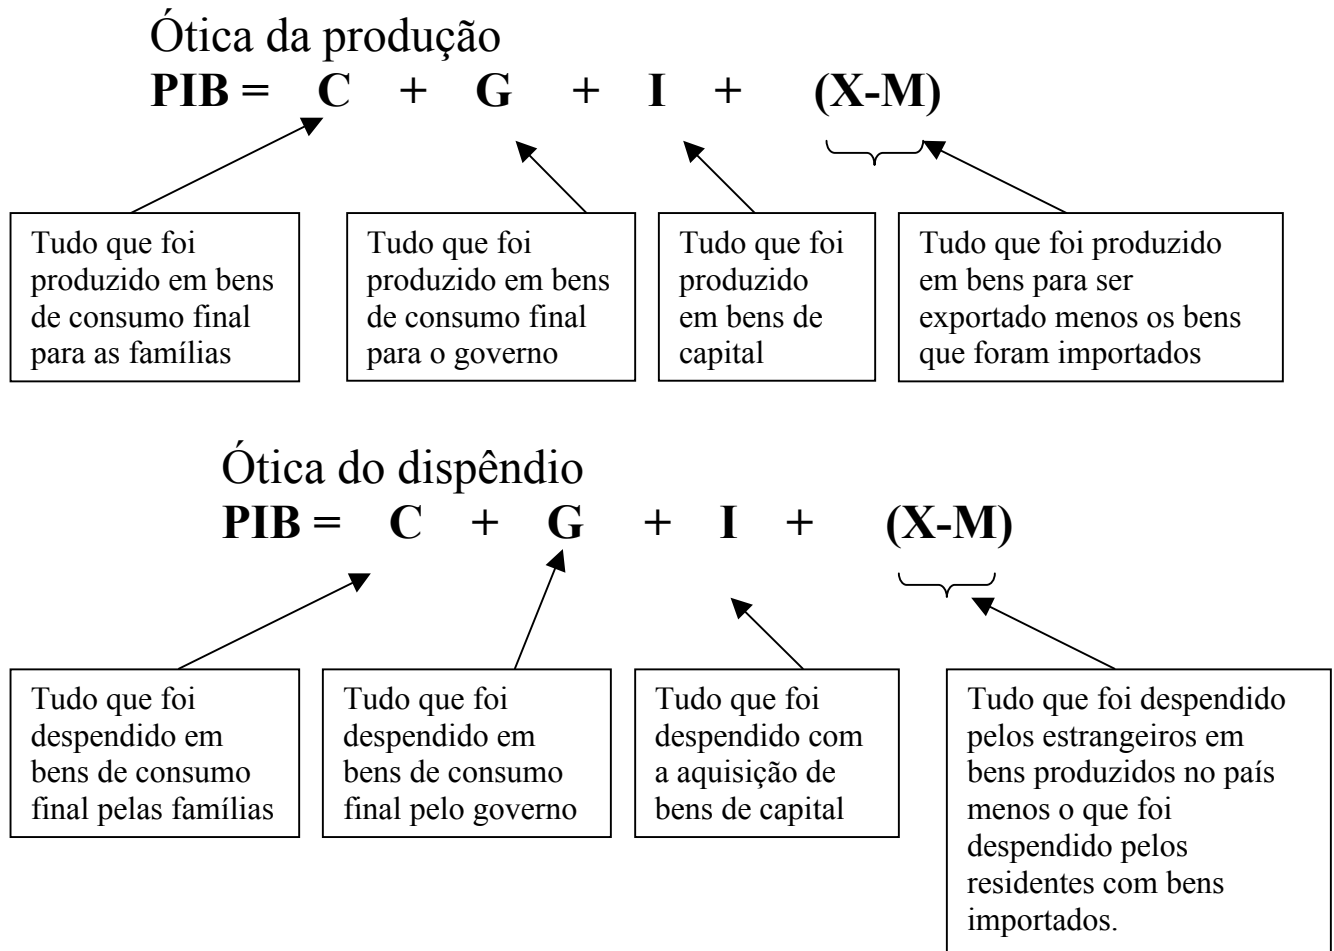 Ótica da produção
PIB = C + G + I + (X-M)
Tudo que foi
produzido em bens
de consumo final
para as famílias
Tudo que foi
produzido em bens
de consumo final
para o governo
Tudo que foi
produzido
em bens de
capital
Tudo que foi produzido
em bens para ser
exportado menos os bens
que foram importados
Ótica do dispêndio
PIB = C + G + I + (X-M)
Tudo que foi
despendido em
bens de consumo
final pelas famílias
Tudo que foi
despendido em
bens de consumo
final pelo governo
Tudo que foi
despendido com
a aquisição de
bens de capital
Tudo que foi despendido
pelos estrangeiros em
bens produzidos no país
menos o que foi
despendido pelos
residentes com bens
importados.